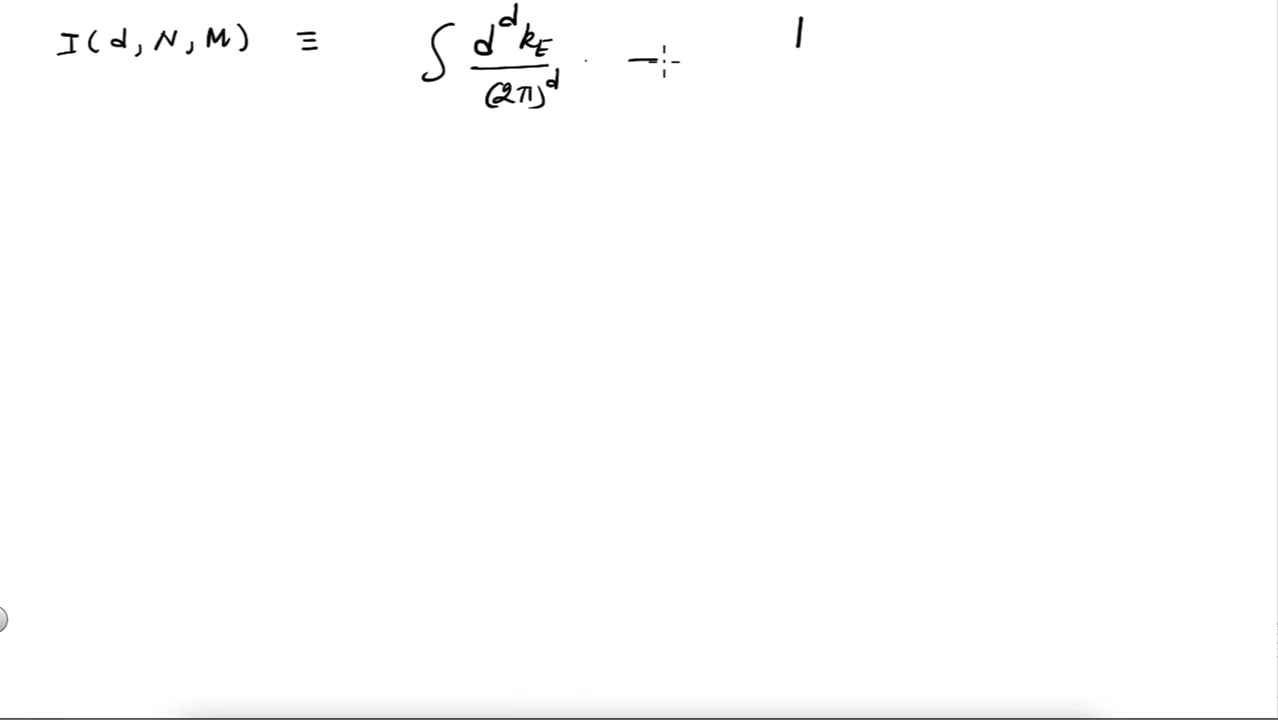 I(d, N, M) ≡ ∫ d^d k_E / (2π)^d · — 1